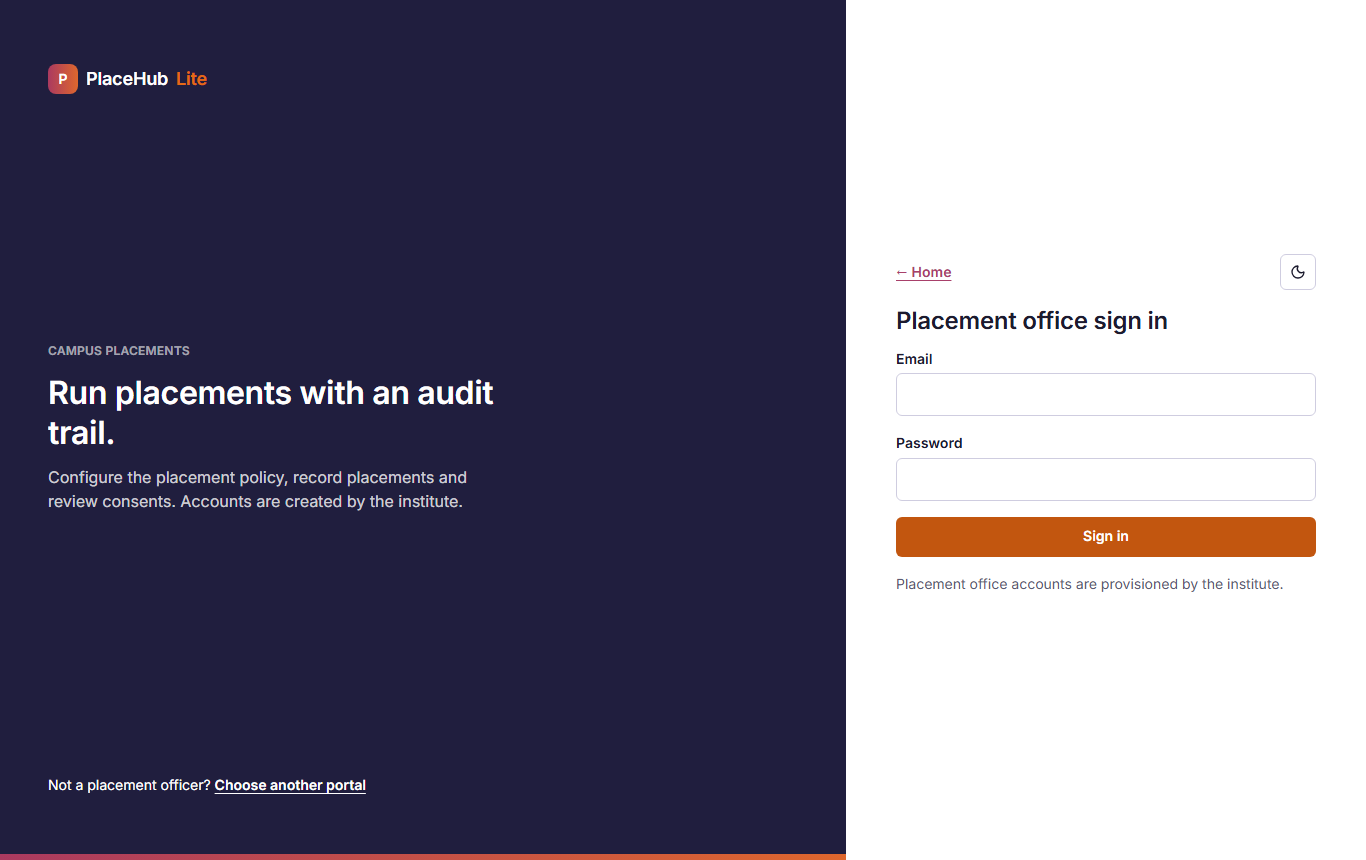 P PlaceHub Lite
CAMPUS PLACEMENTS
Run placements with an audit
trail.
Configure the placement policy, record placements and
review consents. Accounts are created by the institute.
Not a placement officer? Choose another portal
← Home
Placement office sign in
Email
Password
Sign in
Placement office accounts are provisioned by the institute.